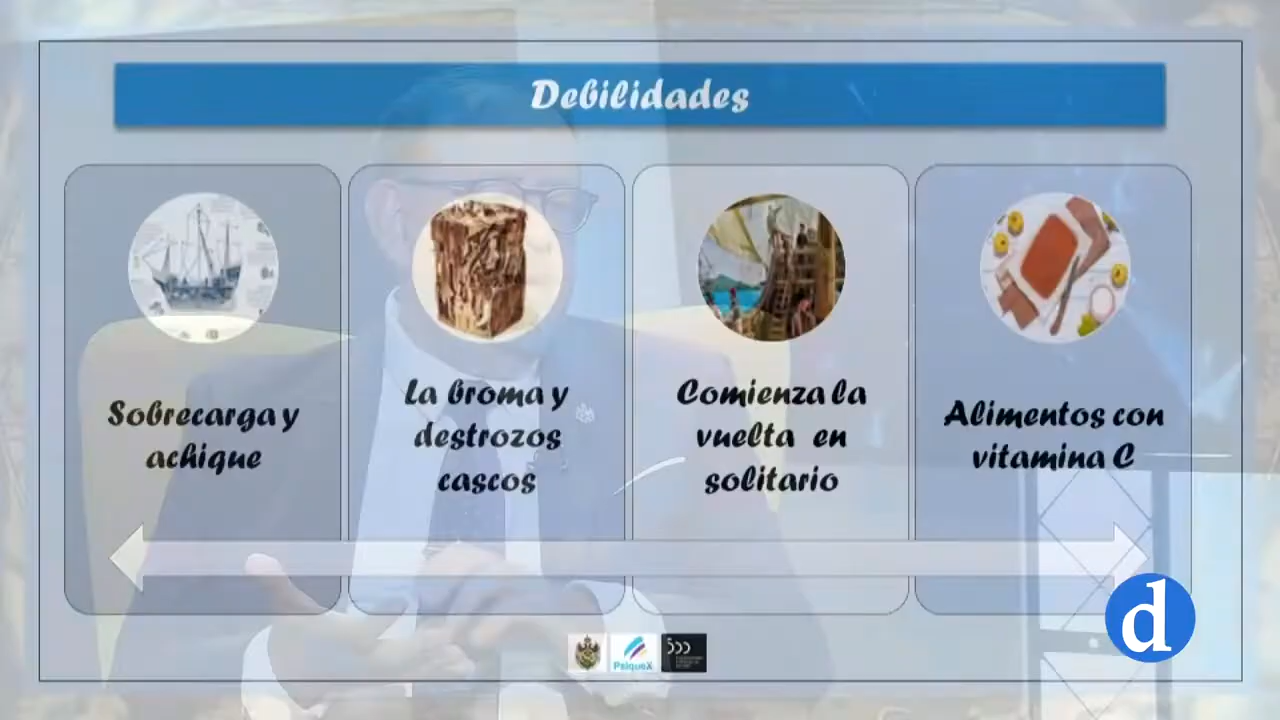 Debilidades
Sobrecarga y
achique
La broma y
destrozos
cascos
Comienza la
vuelta en
solitario
Alimentos con
vitamina C
PsiqueX
d